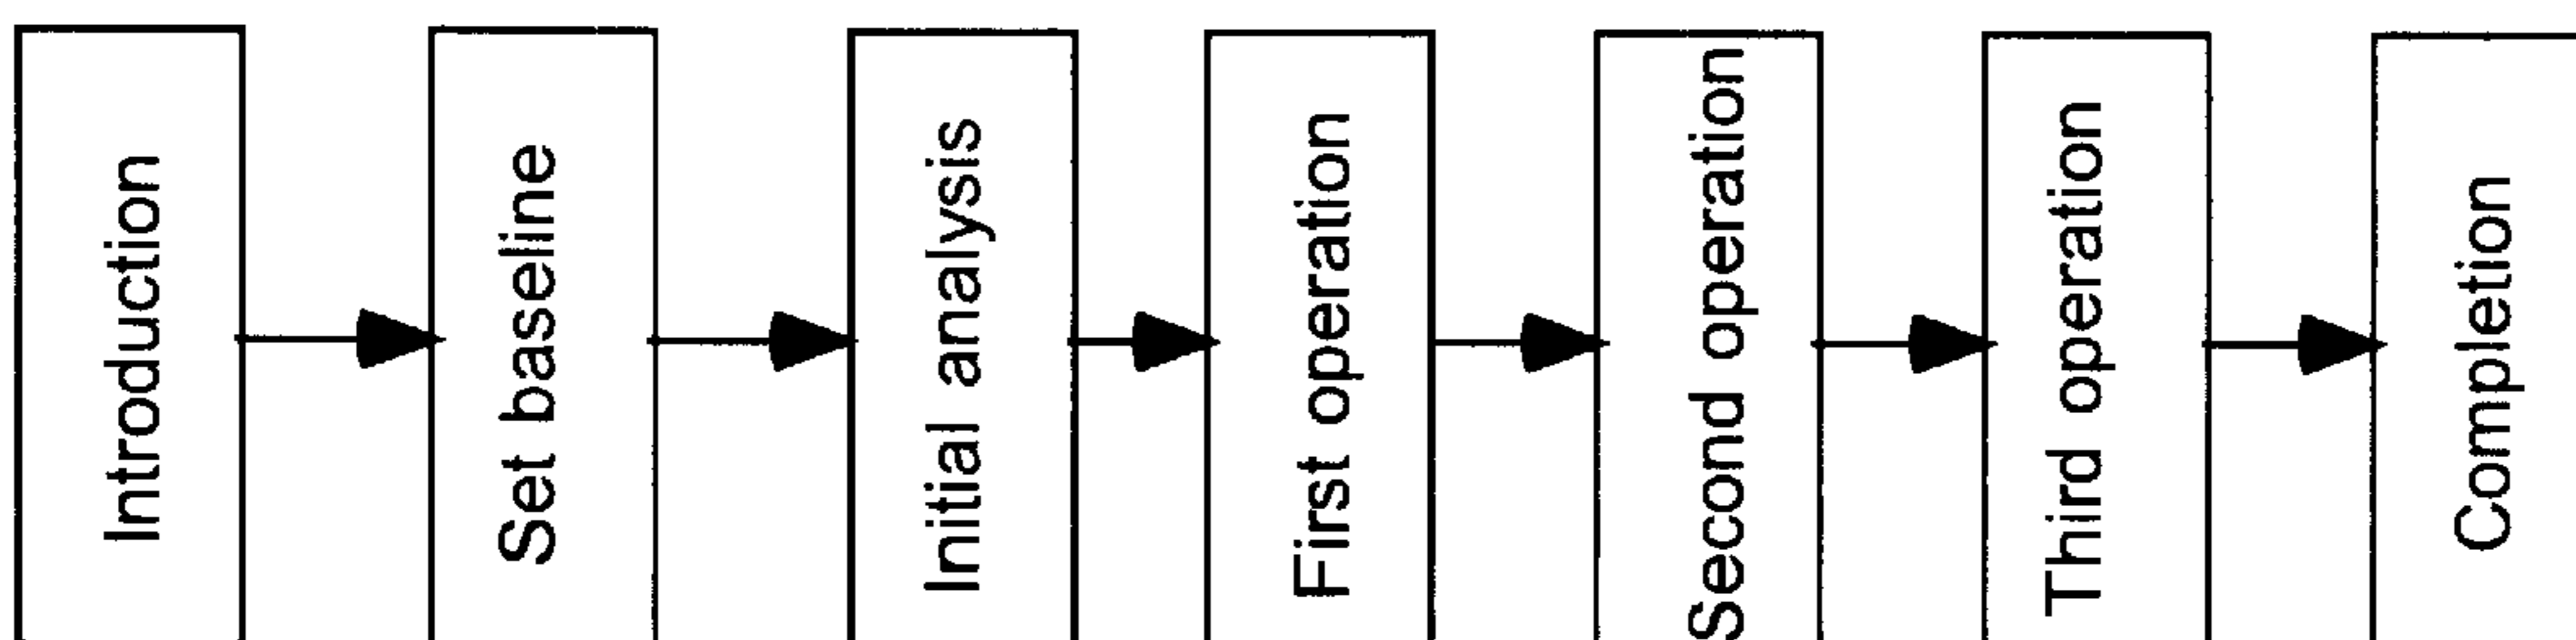 Introduction
Set baseline
Initial analysis
First operation
Second operation
Third operation
Completion